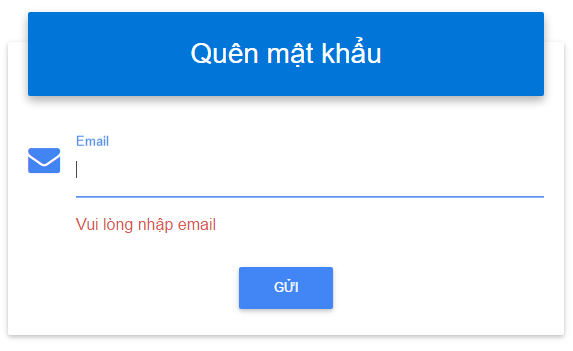 Quên mật khẩu
Email
Vui lòng nhập email
GỬI